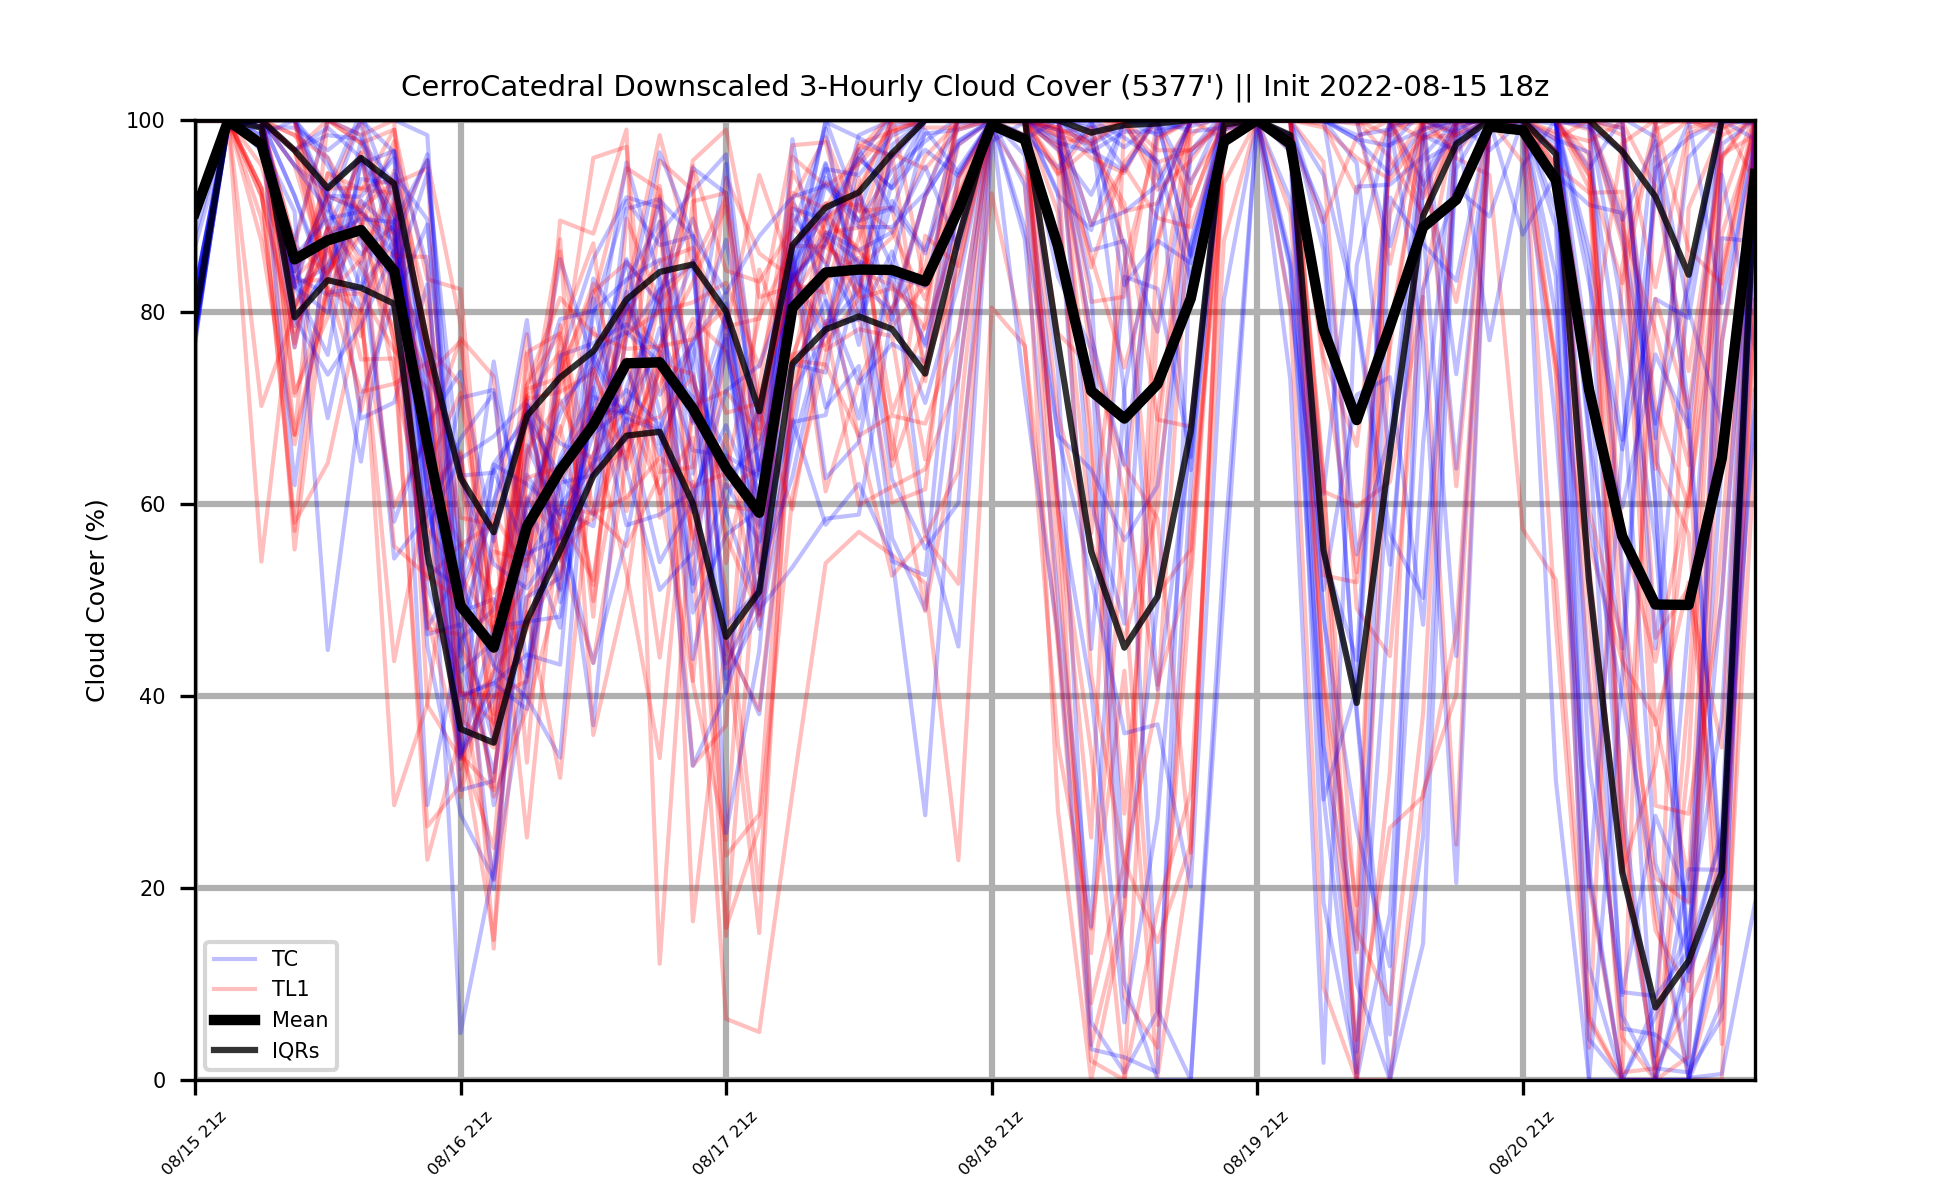 CerroCatedral Downscaled 3-Hourly Cloud Cover (5377') || Init 2022-08-15 18z
Cloud Cover (%)
100
80
60
40
20
0
TC
TL1
Mean
IQRs
08/15 21z
08/16 21z
08/17 21z
08/18 21z
08/19 21z
08/20 21z